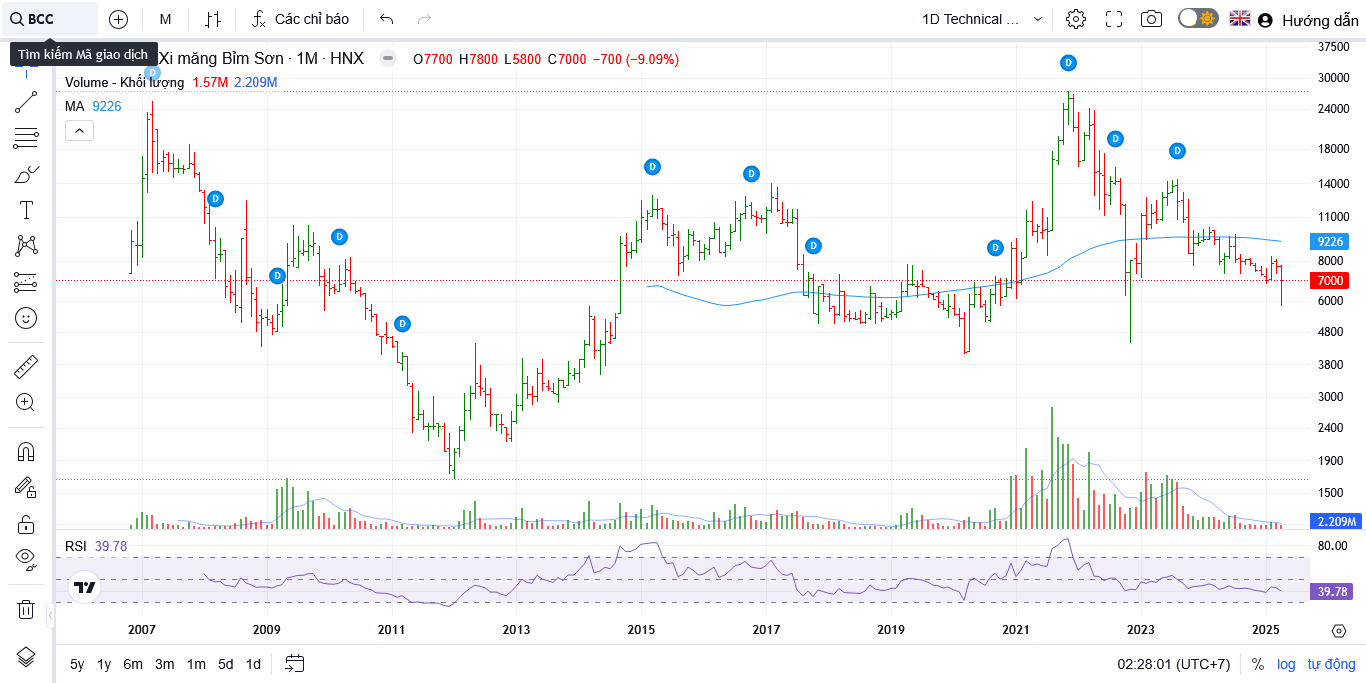 BCC
M
Các chỉ báo
1D Technical ...
Hướng dẫn
Tìm kiếm Mã giao dịch
Xi măng Bỉm Sơn · 1M · HNX
O7700 H7800 L5800 C7000 −700 (−9.09%)
Volume - Khối lượng 1.57M 2.209M
MA 9226
D
D
D
D
D
D
D
D
D
D
D
D
37500
30000
24000
18000
14000
11000
9226
8000
7000
6000
4800
3800
3000
2400
1900
1500
2.209M
RSI 39.78
80.00
39.78
2007 2009 2011 2013 2015 2017 2019 2021 2023 2025
5y 1y 6m 3m 1m 5d 1d
02:28:01 (UTC+7)
% log tự động